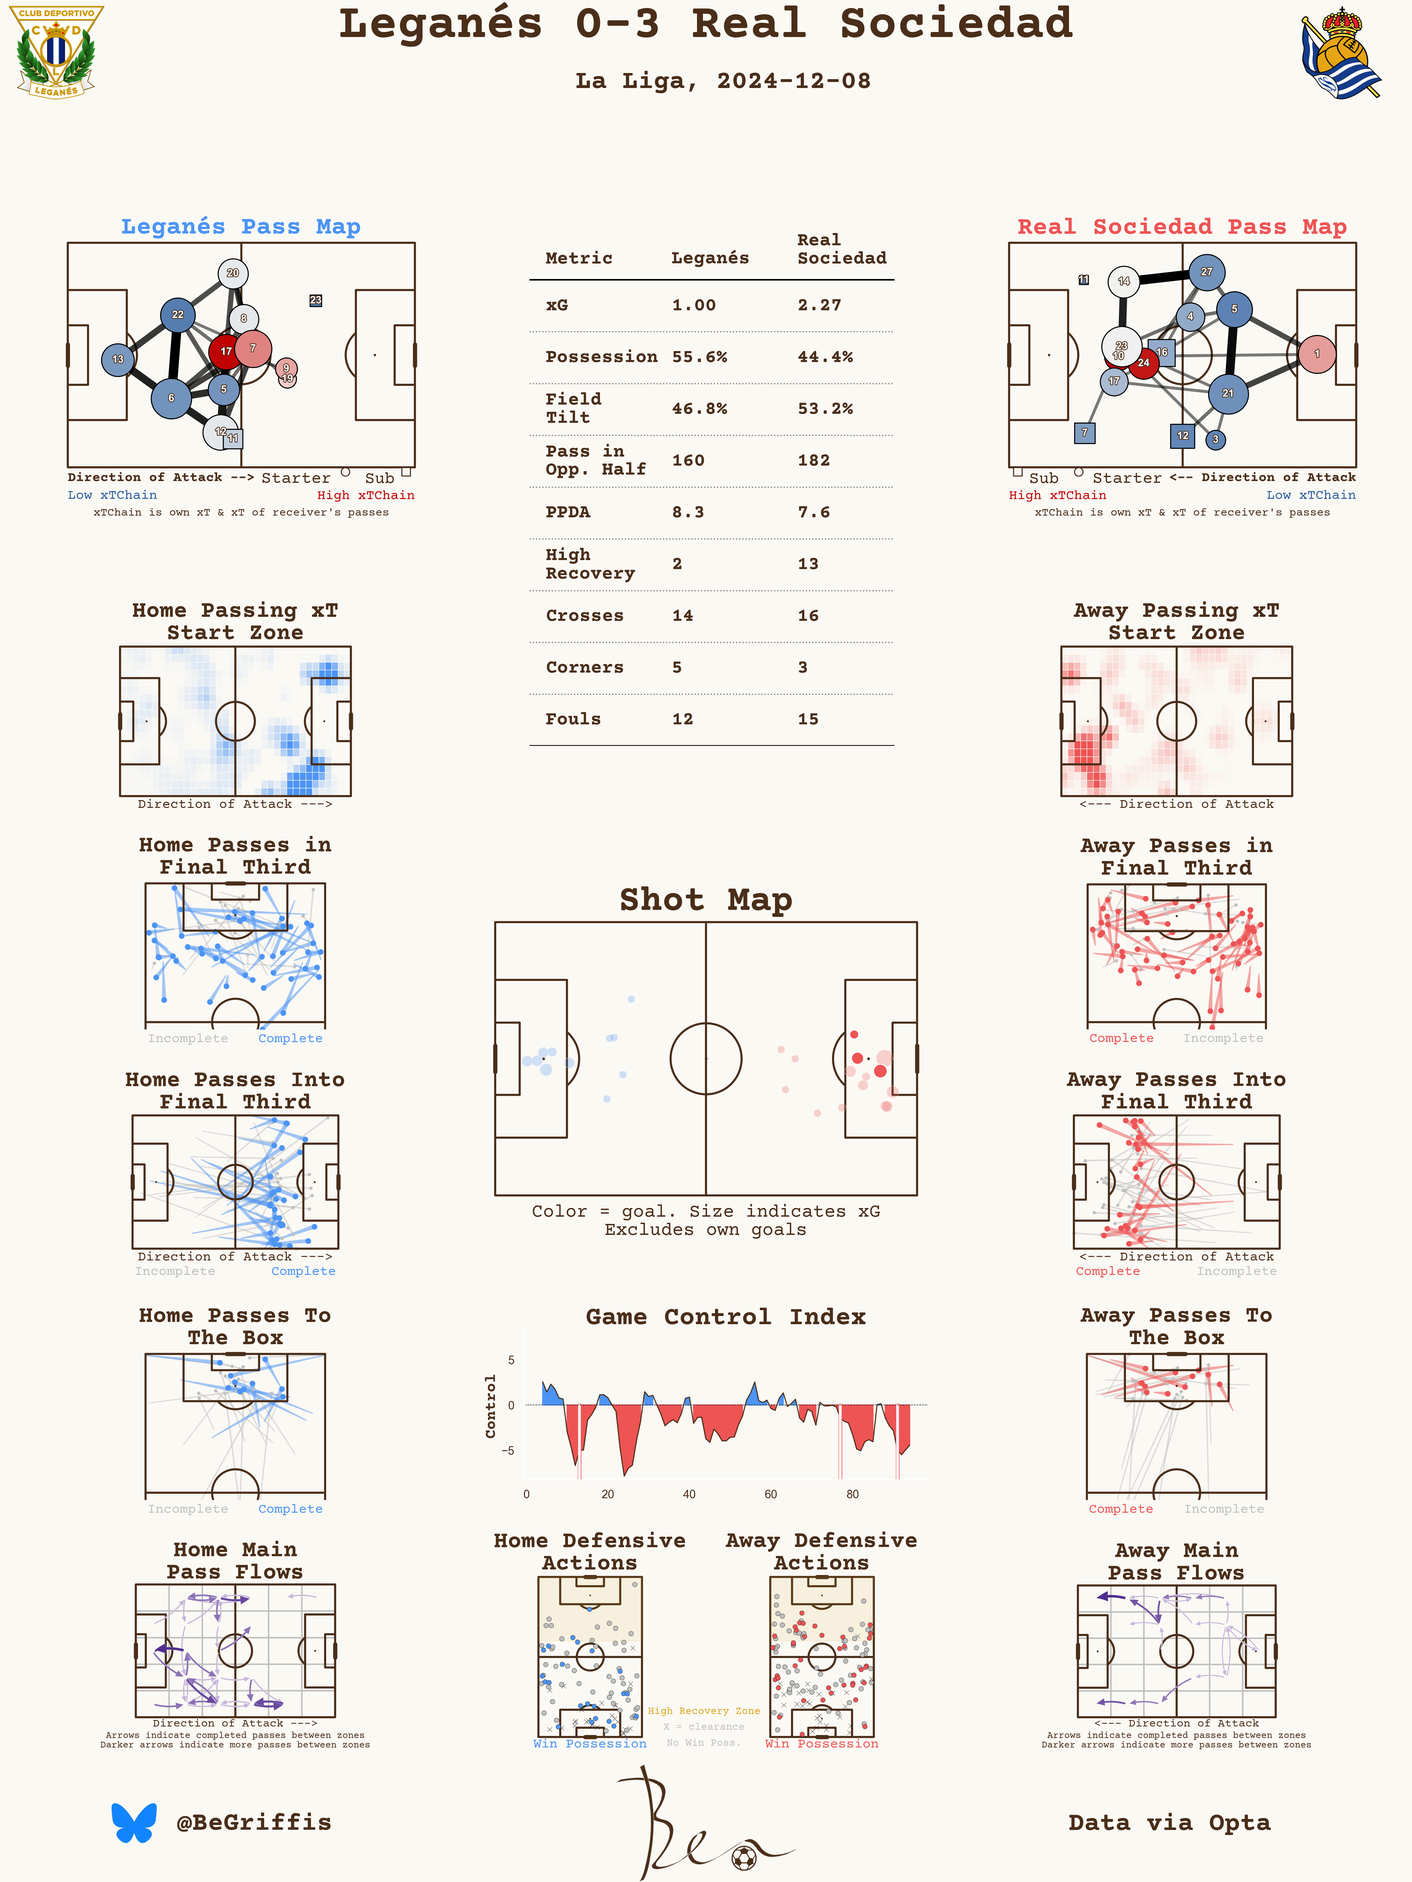 Leganés 0-3 Real Sociedad
La Liga, 2024-12-08
CLUB DEPORTIVO
C D
L
LEGANÉS
Leganés Pass Map
20
23
22
8
13
17
7
9
19
6
5
12
11
Direction of Attack --> Starter Sub
Low xTChain High xTChain
xTChain is own xT & xT of receiver's passes
Metric Leganés Real Sociedad
xG 1.00 2.27
Possession 55.6% 44.4%
Field Tilt 46.8% 53.2%
Pass in Opp. Half 160 182
PPDA 8.3 7.6
High Recovery 2 13
Crosses 14 16
Corners 5 3
Fouls 12 15
Real Sociedad Pass Map
11
14
27
4
5
23
10
16
24
1
17
21
7
12
3
Sub Starter <-- Direction of Attack
High xTChain Low xTChain
xTChain is own xT & xT of receiver's passes
Home Passing xT
Start Zone
Direction of Attack --->
Away Passing xT
Start Zone
<--- Direction of Attack
Home Passes in
Final Third
Incomplete Complete
Away Passes in
Final Third
Complete Incomplete
Shot Map
Color = goal. Size indicates xG
Excludes own goals
Home Passes Into
Final Third
Direction of Attack --->
Incomplete Complete
Away Passes Into
Final Third
<--- Direction of Attack
Complete Incomplete
Home Passes To
The Box
Incomplete Complete
Game Control Index
Control
5
0
−5
0 20 40 60 80
Away Passes To
The Box
Complete Incomplete
Home Main
Pass Flows
Direction of Attack --->
Arrows indicate completed passes between zones
Darker arrows indicate more passes between zones
Home Defensive
Actions
Win Possession
Away Defensive
Actions
Win Possession
High Recovery Zone
X = clearance
No Win Poss.
Away Main
Pass Flows
<--- Direction of Attack
Arrows indicate completed passes between zones
Darker arrows indicate more passes between zones
@BeGriffis
Ben
Data via Opta